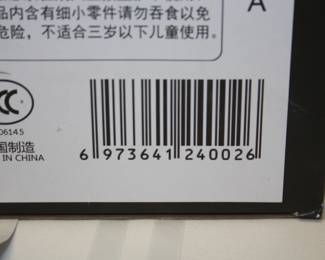 A
品内含有细小零件请勿吞食以免
危险，不适合三岁以下儿童使用。
CCC
06145
国制造
IN CHINA
6 973641 240026